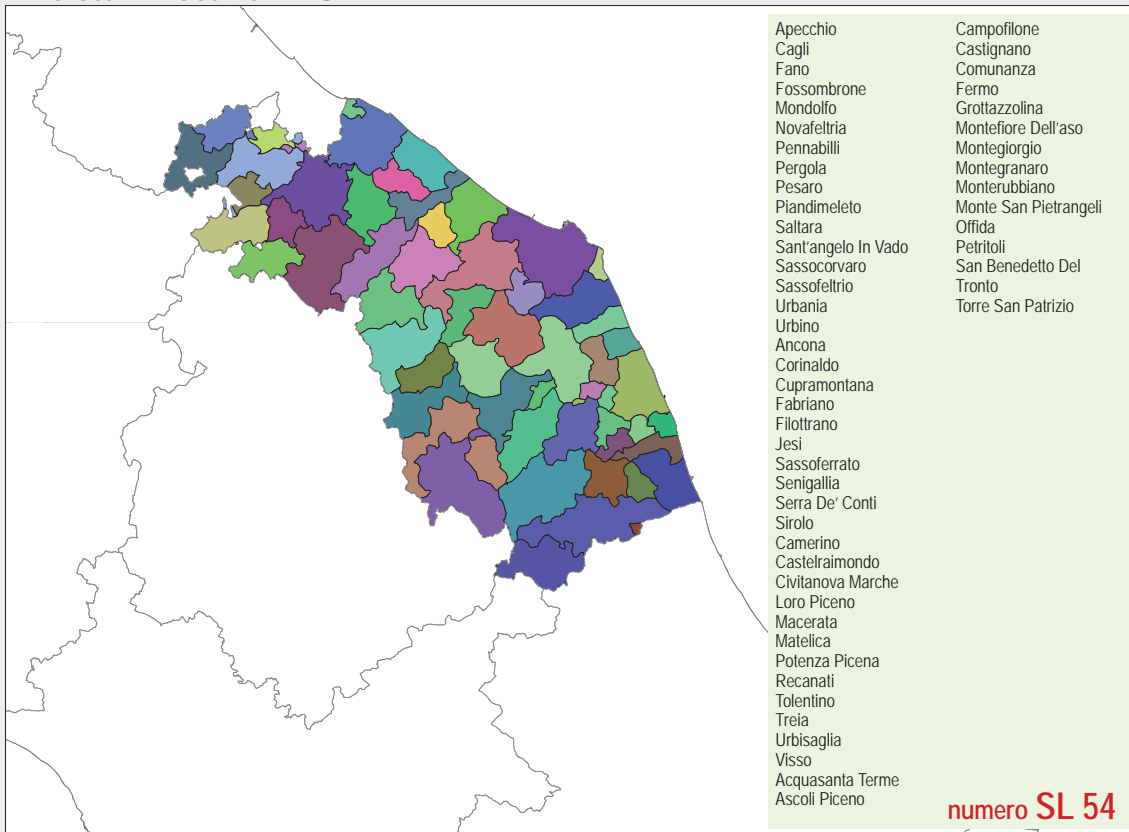 Apecchio
Cagli
Fano
Fossombrone
Mondolfo
Novafeltria
Pennabilli
Pergola
Pesaro
Piandimeleto
Saltara
Sant'angelo In Vado
Sassocorvaro
Sassofeltrio
Urbania
Urbino
Ancona
Corinaldo
Cupramontana
Fabriano
Filottrano
Jesi
Sassoferrato
Senigallia
Serra De' Conti
Sirolo
Camerino
Castelraimondo
Civitanova Marche
Loro Piceno
Macerata
Matelica
Potenza Picena
Recanati
Tolentino
Treia
Urbisaglia
Visso
Acquasanta Terme
Ascoli Piceno
Campofilone
Castignano
Comunanza
Fermo
Grottazzolina
Montefiore Dell'aso
Montegiorgio
Montegranaro
Monterubbiano
Monte San Pietrangeli
Offida
Petritoli
San Benedetto Del
Tronto
Torre San Patrizio
numero SL 54